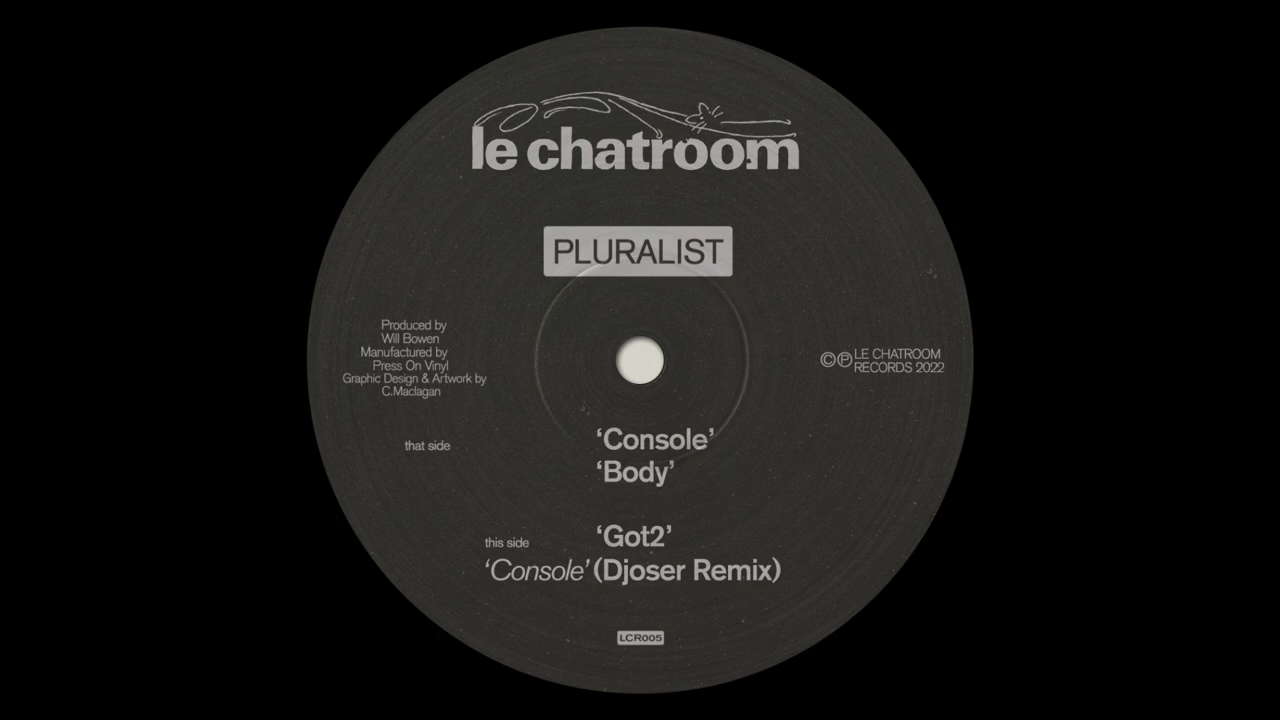 le chatroom
PLURALIST
Produced by
Will Bowen
Manufactured by
Press On Vinyl
Graphic Design & Artwork by
C.Maclagan
©℗ LE CHATROOM
RECORDS 2022
that side
‘Console’
‘Body’
this side
‘Got2’
‘Console’ (Djoser Remix)
LCR005